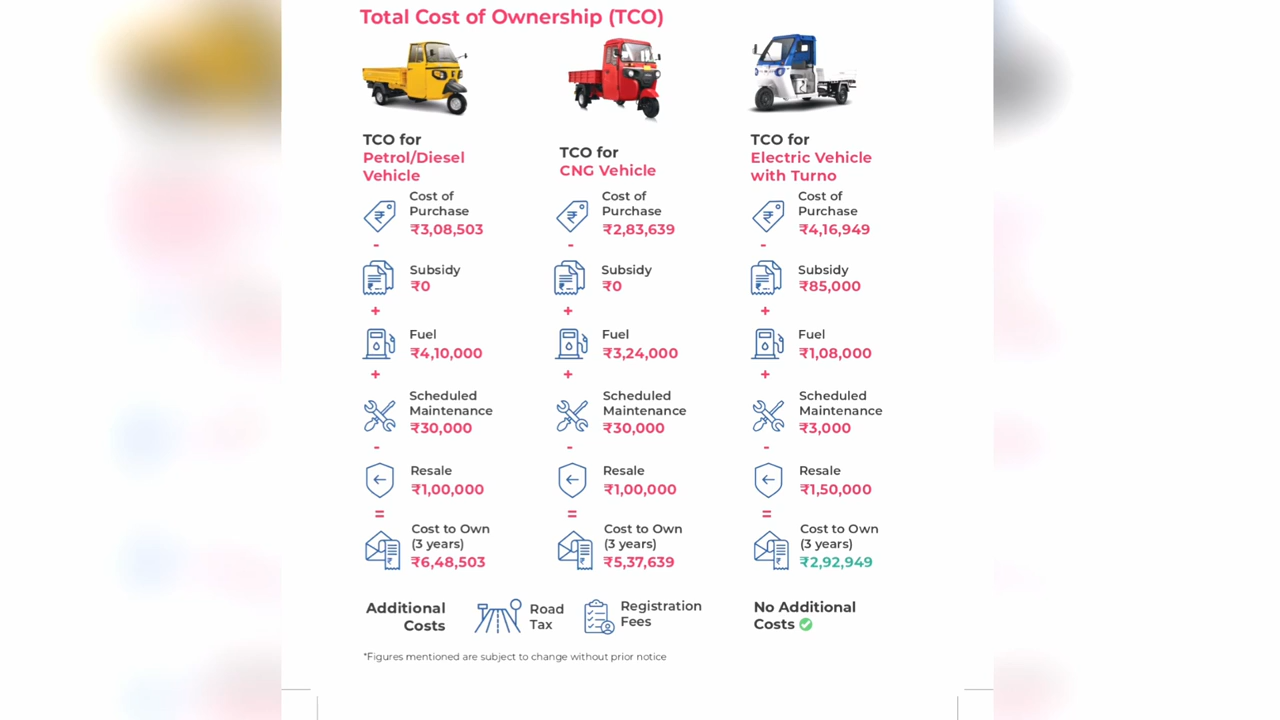 Total Cost of Ownership (TCO)
TCO for
Petrol/Diesel
Vehicle
Cost of
Purchase
₹3,08,503
-
Subsidy
₹0
+
Fuel
₹4,10,000
+
Scheduled
Maintenance
₹30,000
-
Resale
₹1,00,000
=
Cost to Own
(3 years)
₹6,48,503
TCO for
CNG Vehicle
Cost of
Purchase
₹2,83,639
-
Subsidy
₹0
+
Fuel
₹3,24,000
+
Scheduled
Maintenance
₹30,000
-
Resale
₹1,00,000
=
Cost to Own
(3 years)
₹5,37,639
TCO for
Electric Vehicle
with Turno
Cost of
Purchase
₹4,16,949
-
Subsidy
₹85,000
+
Fuel
₹1,08,000
+
Scheduled
Maintenance
₹3,000
-
Resale
₹1,50,000
=
Cost to Own
(3 years)
₹2,92,949
Additional
Costs
Road
Tax
Registration
Fees
No Additional
Costs
*Figures mentioned are subject to change without prior notice